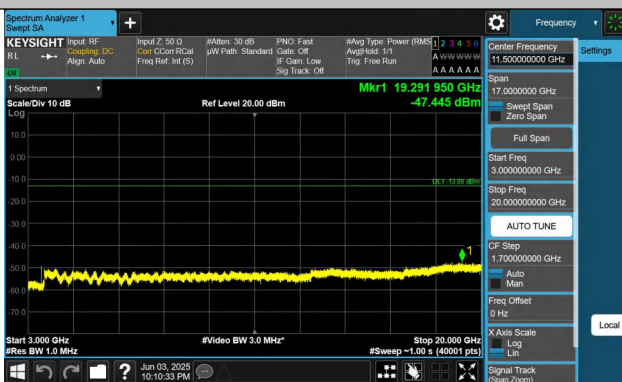 Spectrum Analyzer 1
Swept SA
Frequency
KEYSIGHT
R L
LXI
Input: RF
Coupling: DC
Align: Auto
Input Z: 50 Ω
Corr CCorr RCal
Freq Ref: Int (S)
#Atten: 30 dB
µW Path: Standard
PNO: Fast
Gate: Off
IF Gain: Low
Sig Track: Off
#Avg Type: Power (RMS
Avg|Hold: 1/1
Trig: Free Run
1 2 3 4 5 6
A W W W W W
A A A A A A
Center Frequency
11.500000000 GHz
Settings
Span
17.0000000 GHz
Swept Span
Zero Span
Full Span
Start Freq
3.000000000 GHz
Stop Freq
20.000000000 GHz
AUTO TUNE
CF Step
1.700000000 GHz
Auto
Man
Freq Offset
0 Hz
X Axis Scale
Log
Lin
Signal Track
(Span Zoom)
Local
1 Spectrum
Scale/Div 10 dB
Log
Ref Level 20.00 dBm
Mkr1 19.291 950 GHz
-47.445 dBm
10.0
0.00
-10.0
-20.0
-30.0
-40.0
-50.0
-60.0
-70.0
DL1 -13.00 dBm
1
Start 3.000 GHz
#Res BW 1.0 MHz
#Video BW 3.0 MHz*
Stop 20.000 GHz
#Sweep ~1.00 s (40001 pts)
?
Jun 03, 2025
10:10:33 PM